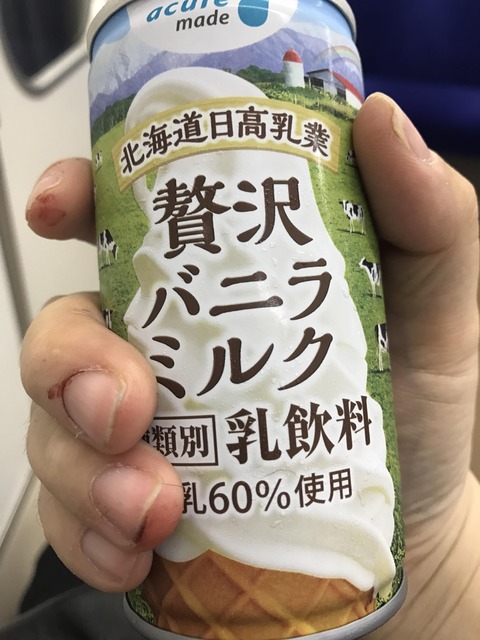 acure
made
北海道日高乳業
贅沢
バニラ
ミルク
類別 乳飲料
乳60%使用